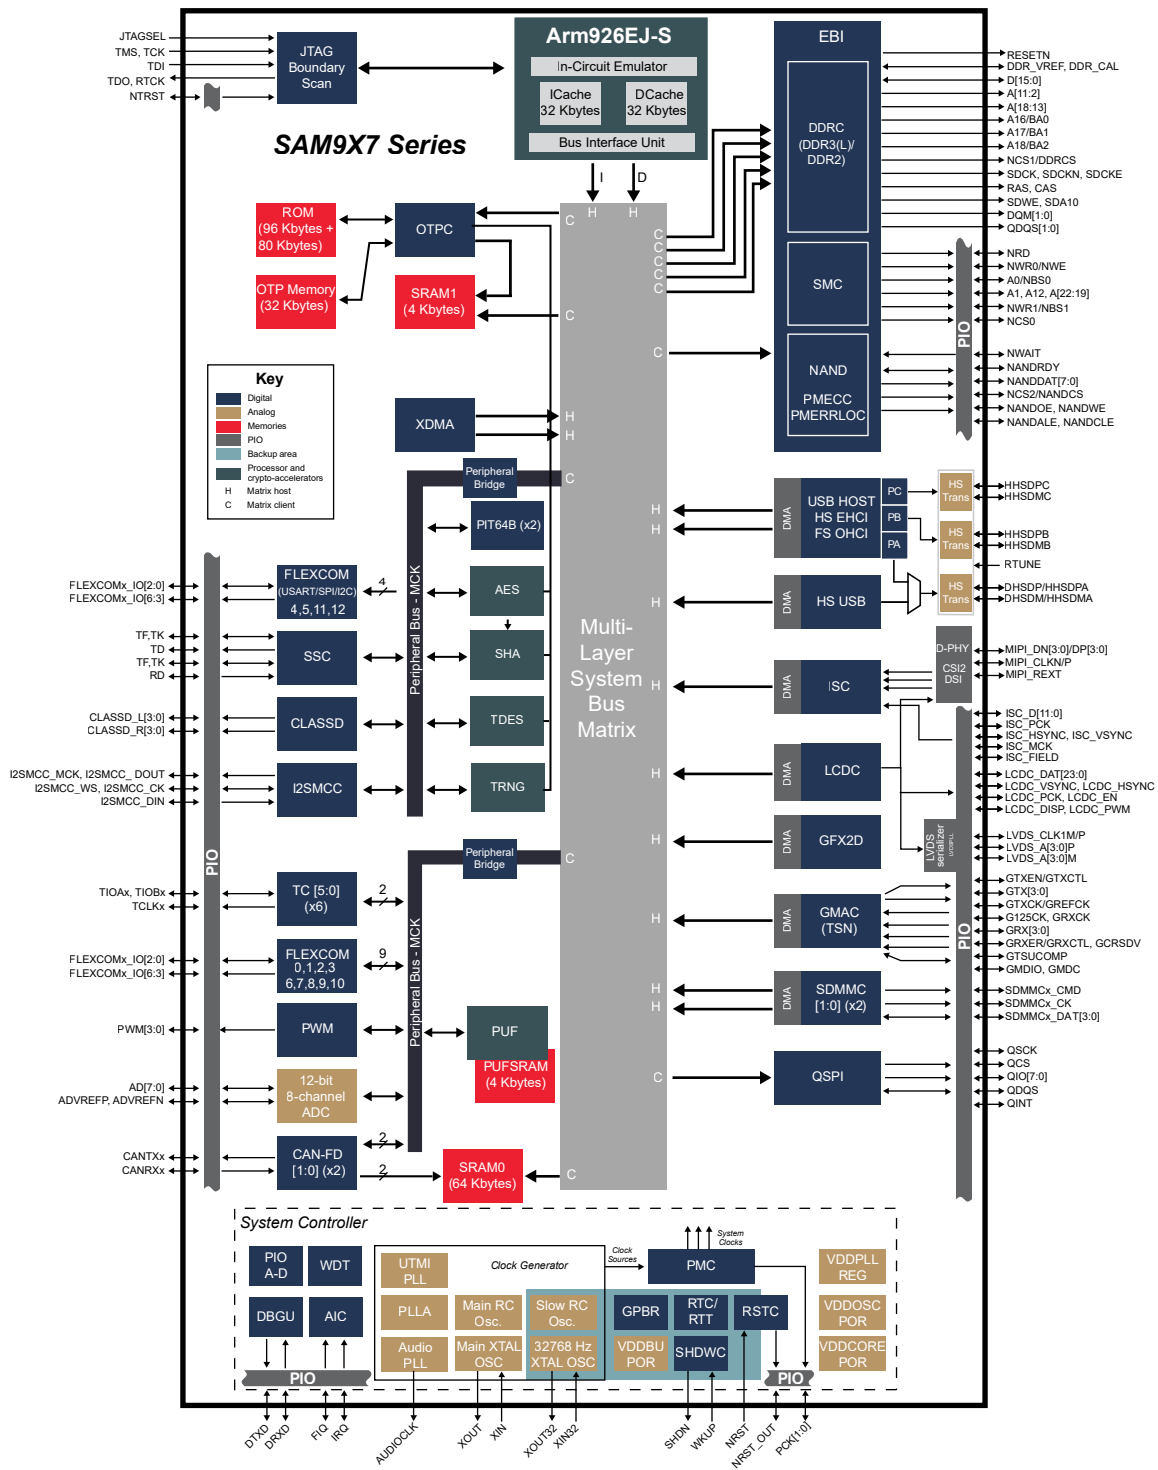 JTAGSEL
TMS, TCK
TDI
TDO, RTCK
NTRST
JTAG
Boundary
Scan
Arm926EJ-S
In-Circuit Emulator
ICache
32 Kbytes
DCache
32 Kbytes
Bus Interface Unit
I
D
SAM9X7 Series
EBI
DDRC
(DDR3(L)/
DDR2)
SMC
NAND
PMECC
PMERRLOC
RESETN
DDR_VREF, DDR_CAL
D[15:0]
A[11:2]
A[18:13]
A16/BA0
A17/BA1
A18/BA2
NCS1/DDRCS
SDCK, SDCKN, SDCKE
RAS, CAS
SDWE, SDA10
DQM[1:0]
QDQS[1:0]
NRD
NWR0/NWE
A0/NBS0
A1, A12, A[22:19]
NWR1/NBS1
NCS0
NWAIT
NANDRDY
NANDDAT[7:0]
NCS2/NANDCS
NANDOE, NANDWE
NANDALE, NANDCLE
PIO
ROM
(96 Kbytes +
80 Kbytes)
OTPC
OTP Memory
(32 Kbytes)
SRAM1
(4 Kbytes)
C
H
H
C
C
C
C
C
C
C
Key
Digital
Analog
Memories
PIO
Backup area
Processor and
crypto-accelerators
H Matrix host
C Matrix client
XDMA
H
H
Peripheral
Bridge
C
Peripheral Bus - MCK
PIT64B (x2)
AES
SHA
TDES
TRNG
Multi-
Layer
System
Bus
Matrix
FLEXCOMx_IO[2:0]
FLEXCOMx_IO[6:3]
FLEXCOM
(USART/SPI/I2C)
4,5,11,12
4
TF,TK
TD
TF,TK
RD
SSC
CLASSD_L[3:0]
CLASSD_R[3:0]
CLASSD
I2SMCC_MCK, I2SMCC_ DOUT
I2SMCC_WS, I2SMCC_CK
I2SMCC_DIN
I2SMCC
PIO
H
H
DMA
USB HOST
HS EHCI
FS OHCI
PC
PB
PA
HS
Trans
HS
Trans
HS
Trans
HHSDPC
HHSDMC
HHSDPB
HHSDMB
RTUNE
DHSDP/HHSDPA
DHSDM/HHSDMA
H
DMA
HS USB
H
DMA
ISC
D-PHY
CSI2
DSI
MIPI_DN[3:0]/DP[3:0]
MIPI_CLKN/P
MIPI_REXT
ISC_D[11:0]
ISC_PCK
ISC_HSYNC, ISC_VSYNC
ISC_MCK
ISC_FIELD
H
DMA
LCDC
LCDC_DAT[23:0]
LCDC_VSYNC, LCDC_HSYNC
LCDC_PCK, LCDC_EN
LCDC_DISP, LCDC_PWM
H
DMA
GFX2D
LVDS
serializer
LVDS_CLK1M/P
LVDS_A[3:0]P
LVDS_A[3:0]M
H
DMA
GMAC
(TSN)
GTXEN/GTXCTL
GTX[3:0]
GTXCK/GREFCK
G125CK, GRXCK
GRX[3:0]
GRXER/GRXCTL, GCRSDV
GTSUCOMP
GMDIO, GMDC
PIO
H
H
DMA
SDMMC
[1:0] (x2)
SDMMCx_CMD
SDMMCx_CK
SDMMCx_DAT[3:0]
C
QSPI
QSCK
QCS
QIO[7:0]
QDQS
QINT
Peripheral
Bridge
C
Peripheral Bus - MCK
TIOAx, TIOBx
TCLKx
TC [5:0]
(x6)
2
FLEXCOMx_IO[2:0]
FLEXCOMx_IO[6:3]
FLEXCOM
0,1,2,3
6,7,8,9,10
9
PWM[3:0]
PWM
PUF
PUFSRAM
(4 Kbytes)
AD[7:0]
ADVREFP, ADVREFN
12-bit
8-channel
ADC
CANTXx
CANRXx
CAN-FD
[1:0] (x2)
2
2
SRAM0
(64 Kbytes)
C
System Controller
PIO
A-D
WDT
DBGU
AIC
PIO
UTMI
PLL
PLLA
Audio
PLL
Clock Generator
Main RC
Osc.
Main XTAL
OSC
Slow RC
Osc.
32768 Hz
XTAL OSC
Clock
Sources
System
Clocks
PMC
GPBR
RTC/
RTT
RSTC
VDDBU
POR
SHDWC
VDDPLL
REG
VDDOSC
POR
VDDCORE
POR
PIO
DTXD
DRXD
FIQ
IRQ
AUDIOCLK
XOUT
XIN
XOUT32
XIN32
SHDN
WKUP
NRST
NRST_OUT
PCK[1:0]